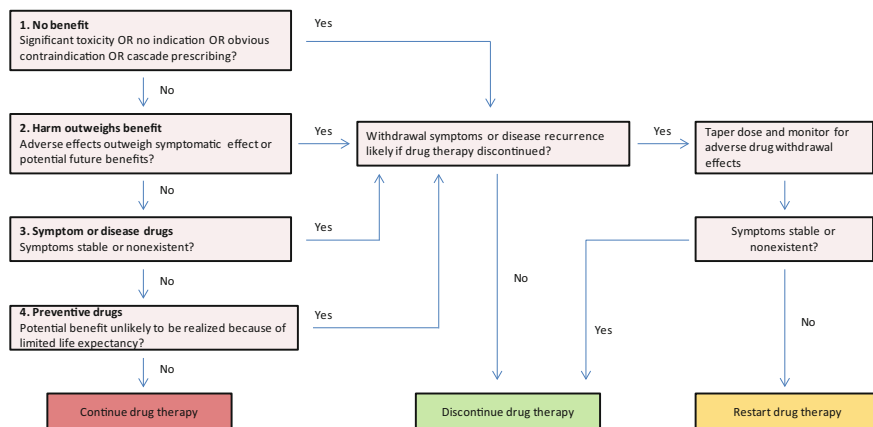 1. No benefit
Significant toxicity OR no indication OR obvious
contraindication OR cascade prescribing?
Yes
No
2. Harm outweighs benefit
Adverse effects outweigh symptomatic effect or
potential future benefits?
Yes
Withdrawal symptoms or disease recurrence
likely if drug therapy discontinued?
Yes
Taper dose and monitor for
adverse drug withdrawal
effects
No
3. Symptom or disease drugs
Symptoms stable or nonexistent?
Yes
Symptoms stable or
nonexistent?
No
No
4. Preventive drugs
Potential benefit unlikely to be realized because of
limited life expectancy?
Yes
Yes
No
No
Continue drug therapy
Discontinue drug therapy
Restart drug therapy